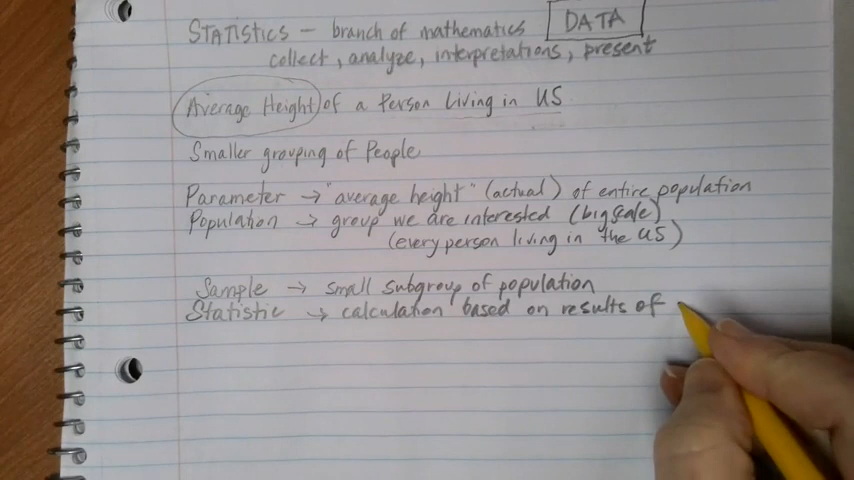 STATISTICS – branch of mathematics DATA
collect, analyze, interpretations, present
Average Height of a Person Living in US
Smaller grouping of People
Parameter → "average height" (actual) of entire population
Population → group we are interested (big scale)
(every person living in the US)
Sample → small subgroup of population
Statistic → calculation based on results of